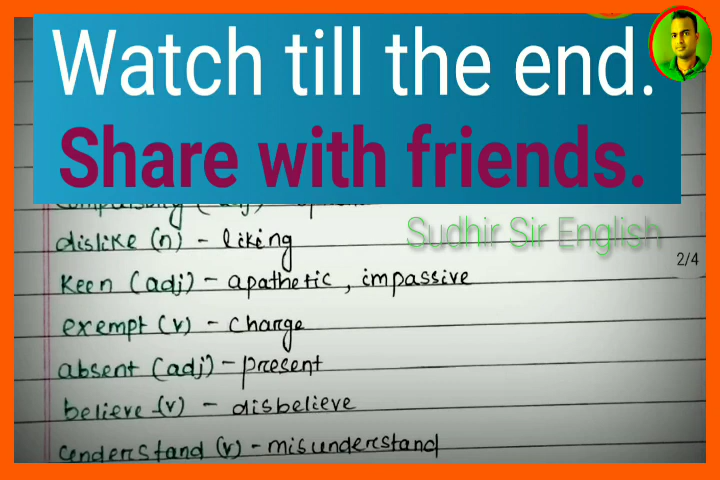 Watch till the end.
Share with friends.
Sudhir Sir English
dislike (n) - liking
2/4
Keen (adj) - apathetic, impassive
exempt (v) - charge
absent (adj) - present
believe (v) - disbelieve
understand (v) - misunderstand